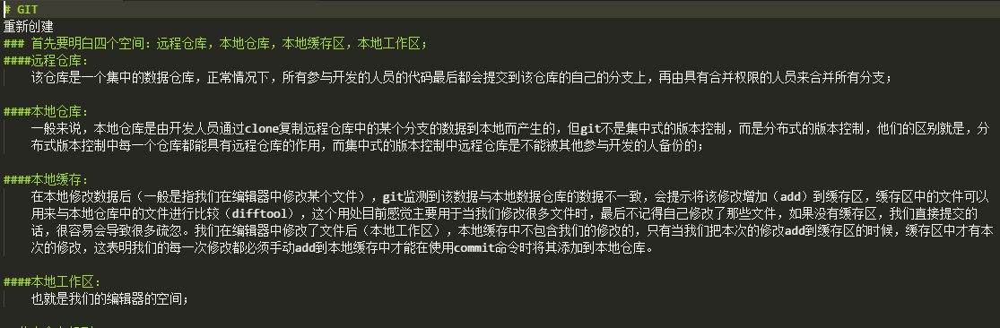 # GIT
重新创建
### 首先要明白四个空间：远程仓库，本地仓库，本地缓存区，本地工作区；
####远程仓库：
该仓库是一个集中的数据仓库，正常情况下，所有参与开发的人员的代码最后都会提交到该仓库的自己的分支上，再由具有合并权限的人员来合并所有分支；
####本地仓库：
一般来说，本地仓库是由开发人员通过clone复制远程仓库中的某个分支的数据到本地而产生的，但git不是集中式的版本控制，而是分布式的版本控制，他们的区别就是，分
布式版本控制中每一个仓库都能具有远程仓库的作用，而集中式的版本控制中远程仓库是不能被其他参与开发的人备份的；
####本地缓存：
在本地修改数据后（一般是指我们在编辑器中修改某个文件），git监测到该数据与本地数据仓库的数据不一致，会提示将该修改增加（add）到缓存区，缓存区中的文件可以
用来与本地仓库中的文件进行比较（difftool），这个用处目前感觉主要用于当我们修改很多文件时，最后不记得自己修改了那些文件，如果没有缓存区，我们直接提交的
话，很容易会导致很多疏忽。我们在编辑器中修改了文件后（本地工作区），本地缓存中不包含我们的修改的，只有当我们把本次的修改add到缓存区的时候，缓存区中才有本
次的修改，这表明我们的每一次修改都必须手动add到本地缓存中才能在使用commit命令时将其添加到本地仓库。
####本地工作区：
也就是我们的编辑器的空间；